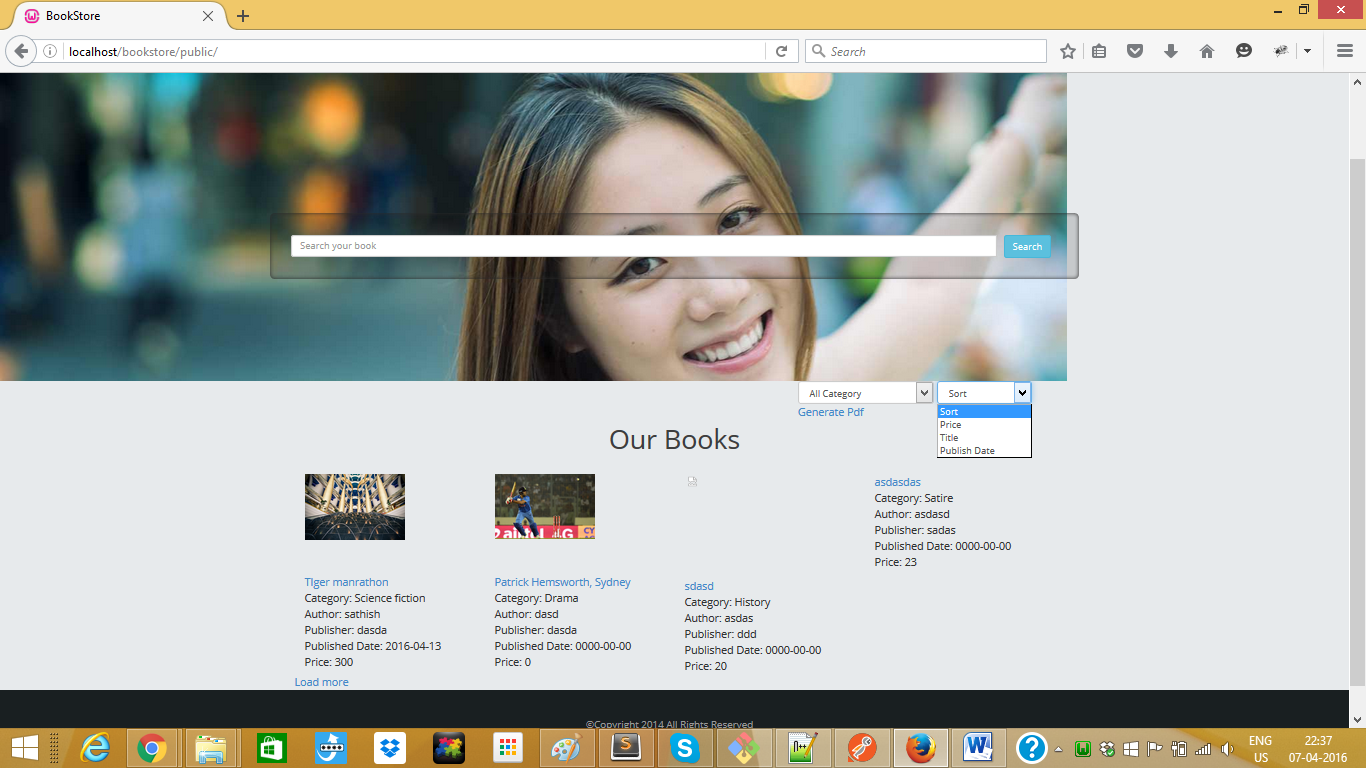 BookStore
localhost/bookstore/public/
Search
Search your book
Search
All Category
Sort
Generate Pdf
Sort
Price
Title
Publish Date
Our Books
TIger manrathon
Category: Science fiction
Author: sathish
Publisher: dasda
Published Date: 2016-04-13
Price: 300
Patrick Hemsworth, Sydney
Category: Drama
Author: dasd
Publisher: dasda
Published Date: 0000-00-00
Price: 0
sdasd
Category: History
Author: asdas
Publisher: ddd
Published Date: 0000-00-00
Price: 20
asdasdas
Category: Satire
Author: asdasd
Publisher: sadas
Published Date: 0000-00-00
Price: 23
Load more
©Copyright 2014 All Rights Reserved
ENG
US
22:37
07-04-2016